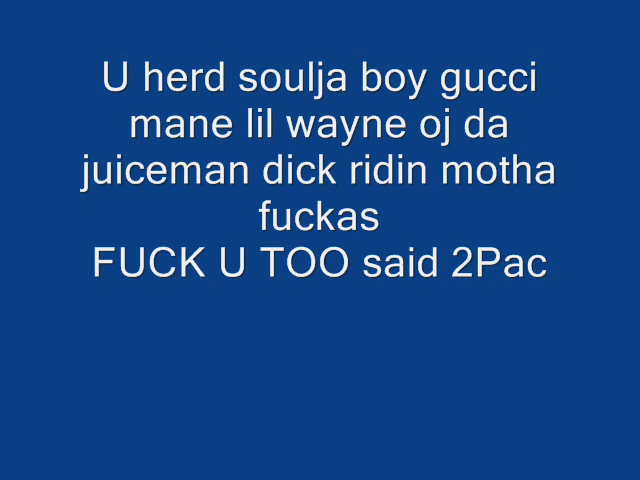 U herd soulja boy gucci
mane lil wayne oj da
juiceman dick ridin motha
fuckas
FUCK U TOO said 2Pac